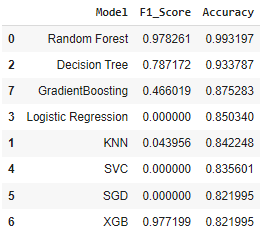 Model F1_Score Accuracy
0 Random Forest 0.978261 0.993197
2 Decision Tree 0.787172 0.933787
7 GradientBoosting 0.466019 0.875283
3 Logistic Regression 0.000000 0.850340
1 KNN 0.043956 0.842248
4 SVC 0.000000 0.835601
5 SGD 0.000000 0.821995
6 XGB 0.977199 0.821995